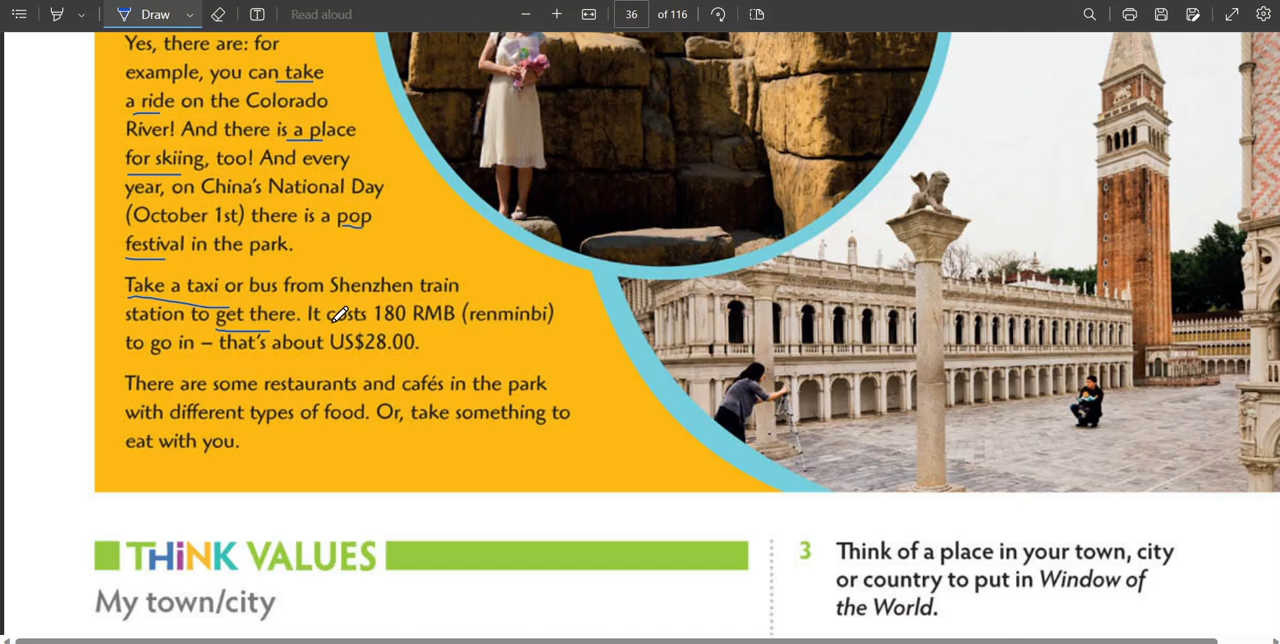 Draw
Read aloud
36 of 116
Yes, there are: for
example, you can take
a ride on the Colorado
River! And there is a place
for skiing, too! And every
year, on China's National Day
(October 1st) there is a pop
festival in the park.
Take a taxi or bus from Shenzhen train
station to get there. It costs 180 RMB (renminbi)
to go in – that's about US$28.00.
There are some restaurants and cafés in the park
with different types of food. Or, take something to
eat with you.
THiNK VALUES
My town/city
3 Think of a place in your town, city
or country to put in Window of
the World.